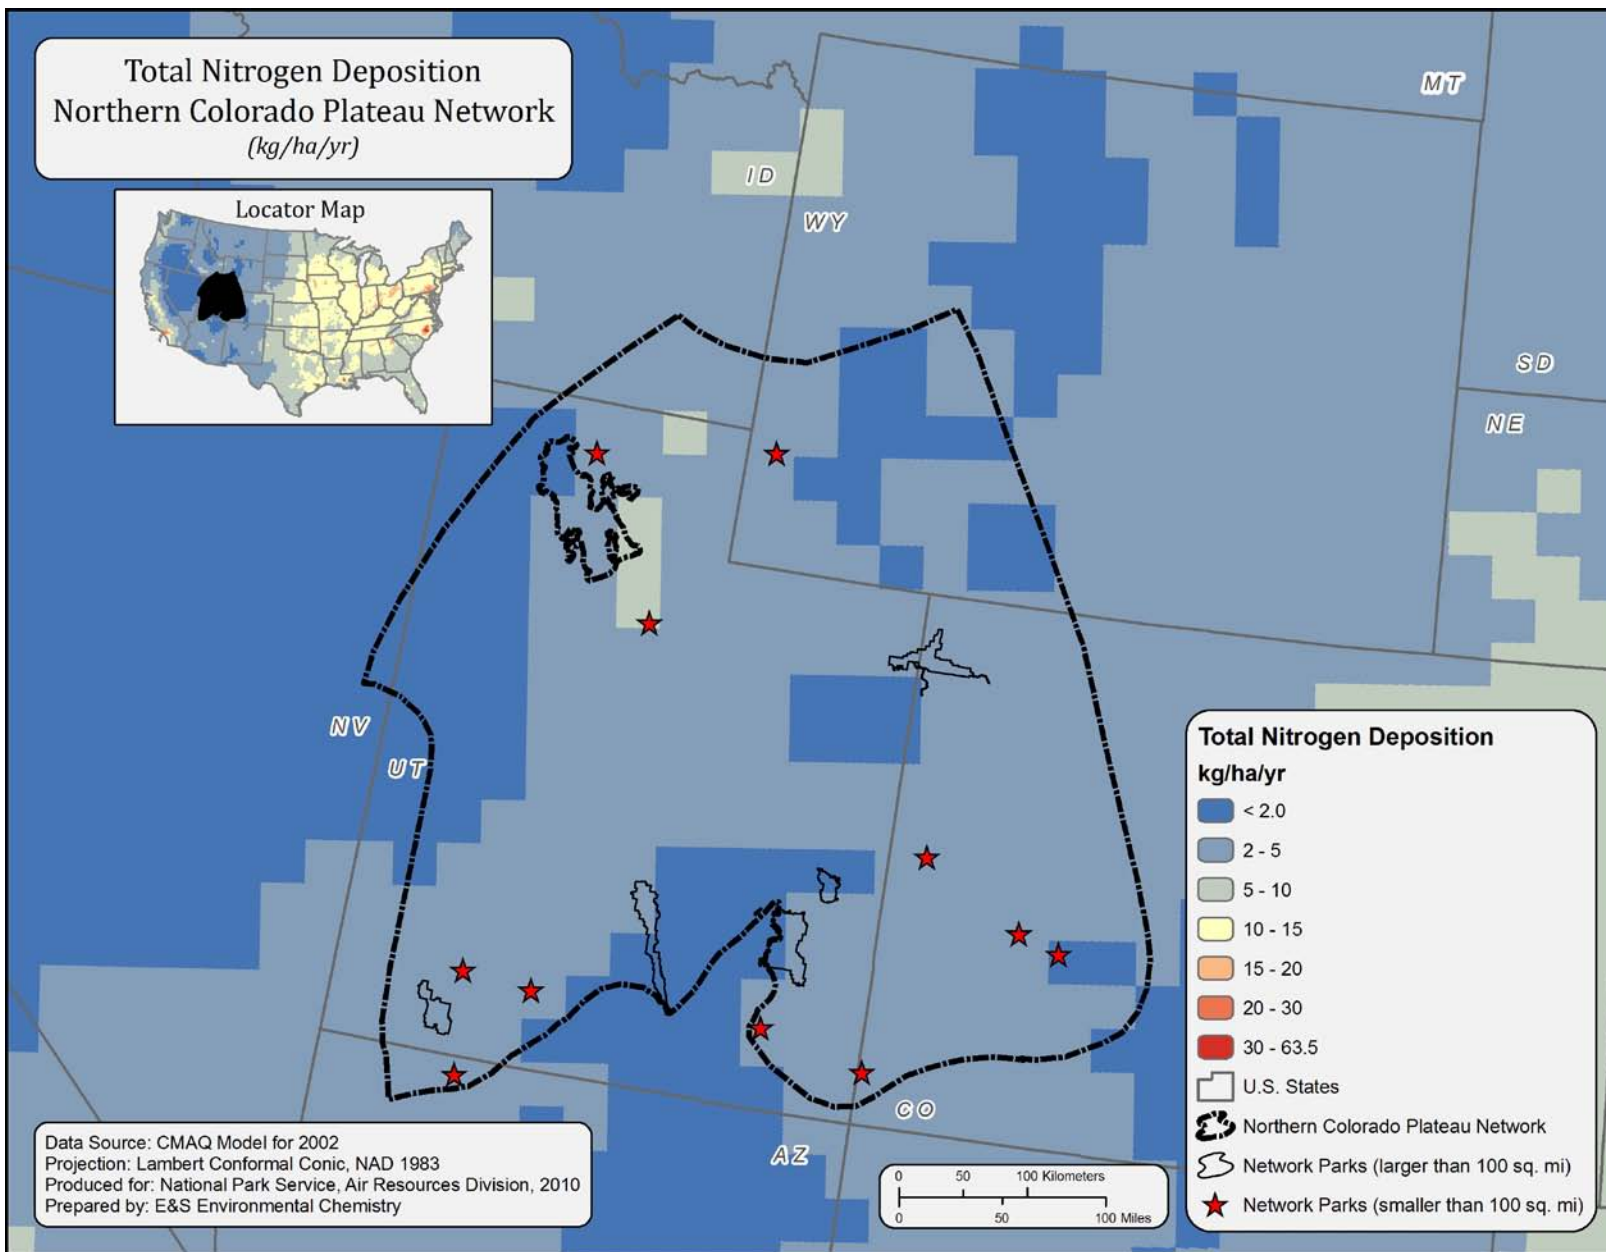 Total Nitrogen Deposition
Northern Colorado Plateau Network
(kg/ha/yr)
Locator Map
MT
ID
WY
SD
NE
NV
UT
CO
AZ
Total Nitrogen Deposition
kg/ha/yr
< 2.0
2 - 5
5 - 10
10 - 15
15 - 20
20 - 30
30 - 63.5
U.S. States
Northern Colorado Plateau Network
Network Parks (larger than 100 sq. mi)
Network Parks (smaller than 100 sq. mi)
Data Source: CMAQ Model for 2002
Projection: Lambert Conformal Conic, NAD 1983
Produced for: National Park Service, Air Resources Division, 2010
Prepared by: E&S Environmental Chemistry
0 50 100 Kilometers
0 50 100 Miles